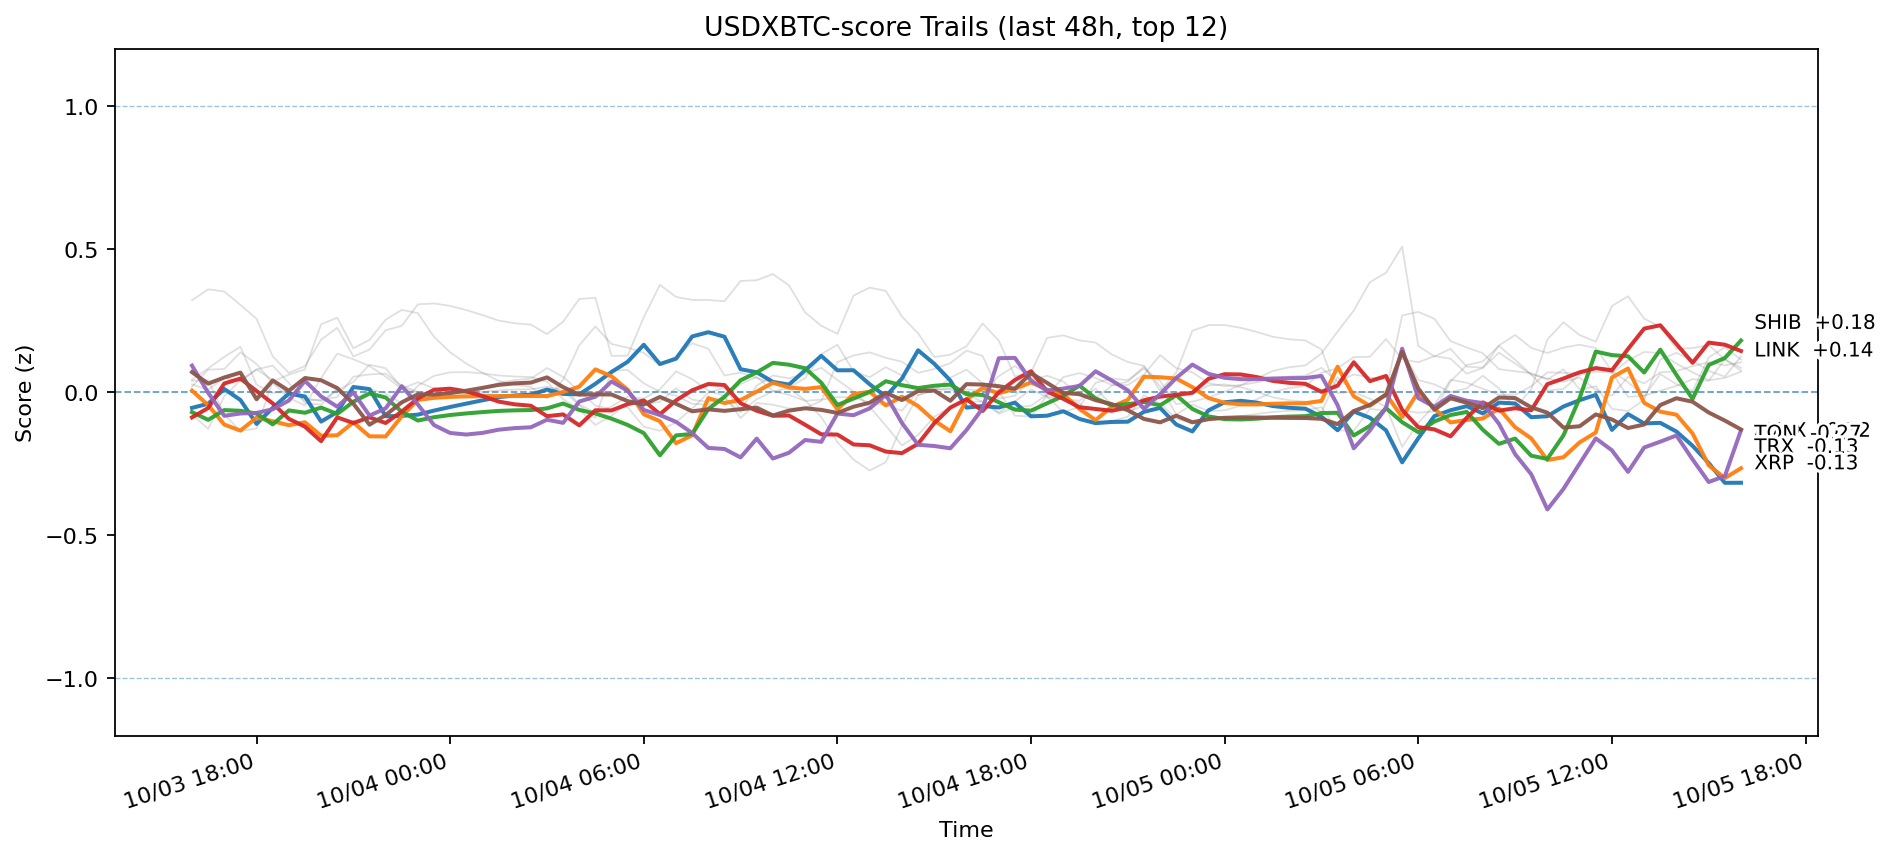 USDXBTC-score Trails (last 48h, top 12)
Score (z)
1.0
0.5
0.0
−0.5
−1.0
SHIB +0.18
LINK +0.14
TRX -0.13
XRP -0.13
10/03 18:00
10/04 00:00
10/04 06:00
10/04 12:00
10/04 18:00
10/05 00:00
10/05 06:00
10/05 12:00
10/05 18:00
Time